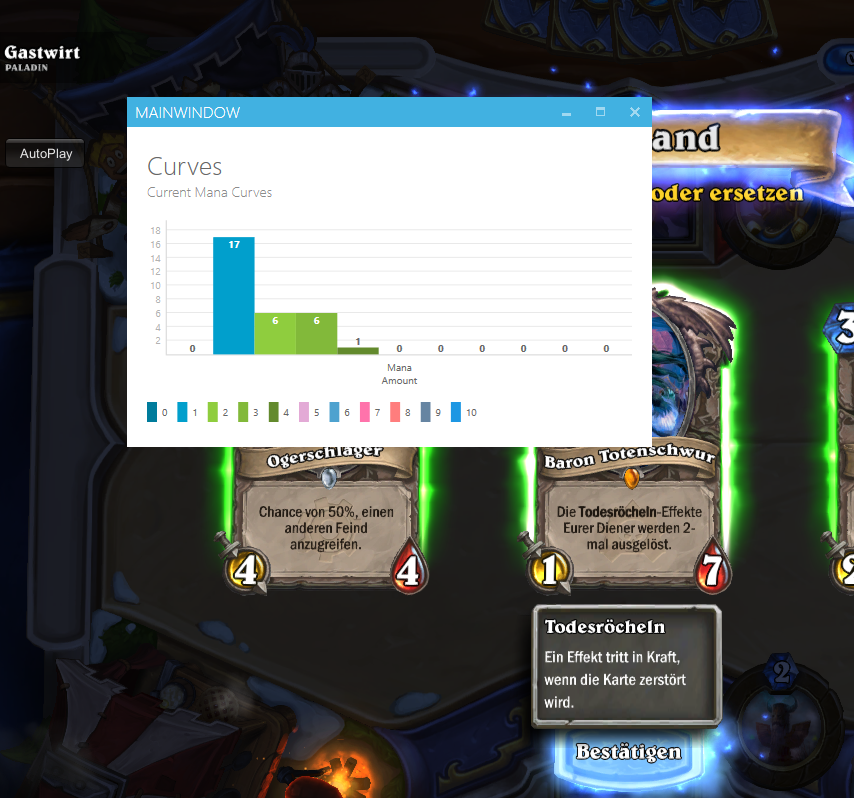 Gastwirt
PALADIN
AutoPlay
MAINWINDOW
Curves
Current Mana Curves
18
16
14
12
10
8
6
4
2
0
17
6
6
1
0
0
0
0
0
0
Mana
Amount
0 1 2 3 4 5 6 7 8 9 10
and
oder ersetzen
3
Ogerschläger
Chance von 50%, einen
anderen Feind
anzugreifen.
4
4
Baron Totenschwur
Die Todesröcheln-Effekte
Eurer Diener werden 2-
mal ausgelöst.
1
7
Todesröcheln
Ein Effekt tritt in Kraft,
wenn die Karte zerstört
wird.
2
Bestätigen